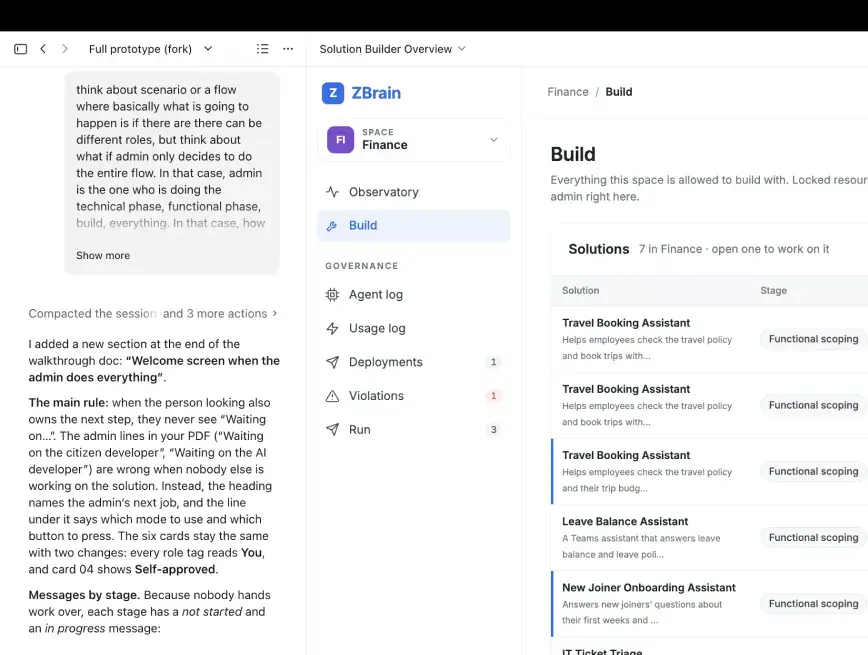 Full prototype (fork)
think about scenario or a flow
where basically what is going to
happen is if there are there can be
different roles, but think about
what if admin only decides to do
the entire flow. In that case, admin
is the one who is doing the
technical phase, functional phase,
build, everything. In that case, how
Show more
Compacted the session and 3 more actions >
I added a new section at the end of the
walkthrough doc: “Welcome screen when the
admin does everything”.
The main rule: when the person looking also
owns the next step, they never see “Waiting
on…”. The admin lines in your PDF (“Waiting
on the citizen developer”, “Waiting on the AI
developer”) are wrong when nobody else is
working on the solution. Instead, the heading
names the admin’s next job, and the line
under it says which mode to use and which
button to press. The six cards stay the same
with two changes: every role tag reads You,
and card 04 shows Self-approved.
Messages by stage. Because nobody hands
work over, each stage has a not started and
an in progress message:
Solution Builder Overview
Z ZBrain
FI SPACE
Finance
Observatory
Build
GOVERNANCE
Agent log
Usage log
Deployments 1
Violations 1
Run 3
Finance / Build
Build
Everything this space is allowed to build with. Locked resour
admin right here.
Solutions 7 in Finance · open one to work on it
Solution Stage
Travel Booking Assistant
Helps employees check the travel policy
and book trips with...
Functional scoping
Travel Booking Assistant
Helps employees check the travel policy
and book trips with...
Functional scoping
Travel Booking Assistant
Helps employees check the travel policy
and their trip budg...
Functional scoping
Leave Balance Assistant
A Teams assistant that answers leave
balance and leave poli...
Functional scoping
New Joiner Onboarding Assistant
Answers new joiners’ questions about
their first weeks and ...
Functional scoping
IT Ticket Triage